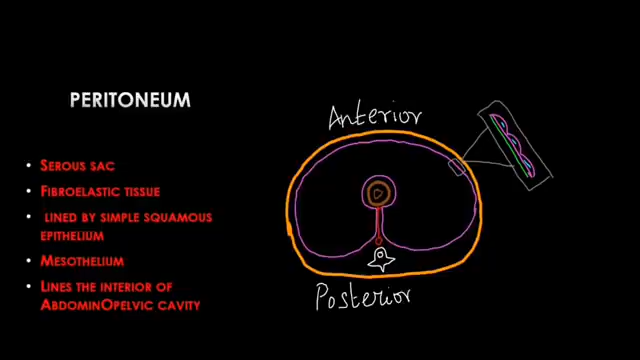 PERITONEUM
• SEROUS SAC
• FIBROELASTIC TISSUE
• LINED BY SIMPLE SQUAMOUS
EPITHELIUM
• MESOTHELIUM
• LINES THE INTERIOR OF
ABDOMINOPELVIC CAVITY
Anterior
Posterior